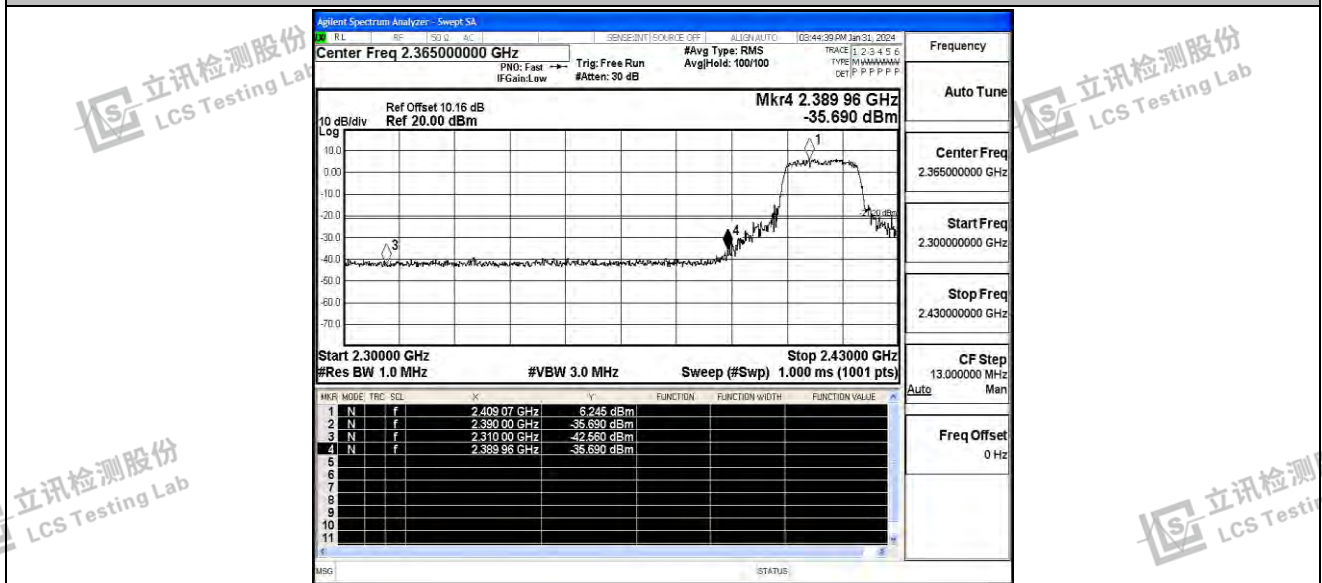 Agilent Spectrum Analyzer - Swept SA
RL RF 50 Ω AC SENSE:INT SOURCE OFF ALIGN AUTO 03:44:39 PM Jan 31, 2024
Center Freq 2.365000000 GHz
PNO: Fast
IFGain:Low
Trig: Free Run
#Atten: 30 dB
#Avg Type: RMS
Avg|Hold: 100/100
TRACE 1 2 3 4 5 6
TYPE M WWWWW
DET P P P P P P
Ref Offset 10.16 dB
10 dB/div Ref 20.00 dBm
Log
Mkr4 2.389 96 GHz
-35.690 dBm
10.0
0.00
-10.0
-20.0
-30.0
-40.0
-50.0
-60.0
-70.0
1
3
4
Start 2.30000 GHz
Stop 2.43000 GHz
#Res BW 1.0 MHz #VBW 3.0 MHz Sweep (#Swp) 1.000 ms (1001 pts)
MKR MODE TRC SCL X Y FUNCTION FUNCTION WIDTH FUNCTION VALUE
1 N f 2.409 07 GHz 6.245 dBm
2 N f 2.390 00 GHz -35.690 dBm
3 N f 2.310 00 GHz -42.560 dBm
4 N f 2.389 96 GHz -35.690 dBm
5
6
7
8
9
10
11
MSG STATUS
Frequency
Auto Tune
Center Freq
2.365000000 GHz
Start Freq
2.300000000 GHz
Stop Freq
2.430000000 GHz
CF Step
13.000000 MHz
Auto Man
Freq Offset
0 Hz
立讯检测股份
LCS Testing Lab
立讯检测股份
LCS Testing Lab
立讯检测股份
LCS Testing Lab
立讯检测
LCS Testi